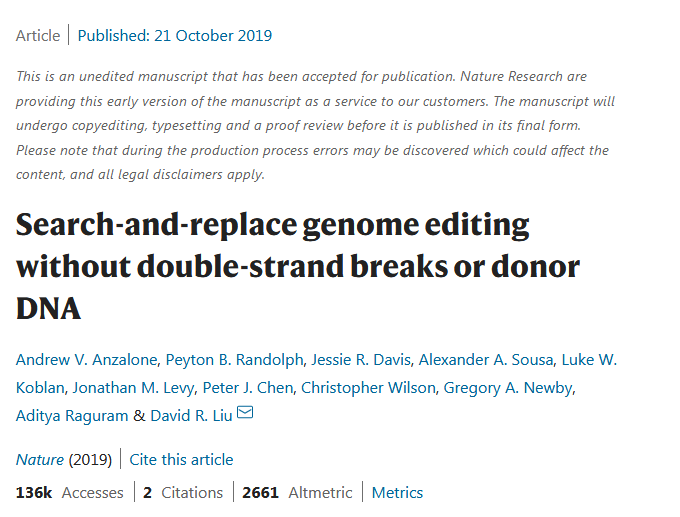 Article | Published: 21 October 2019
This is an unedited manuscript that has been accepted for publication. Nature Research are
providing this early version of the manuscript as a service to our customers. The manuscript will
undergo copyediting, typesetting and a proof review before it is published in its final form.
Please note that during the production process errors may be discovered which could affect the
content, and all legal disclaimers apply.
Search-and-replace genome editing
without double-strand breaks or donor
DNA
Andrew V. Anzalone, Peyton B. Randolph, Jessie R. Davis, Alexander A. Sousa, Luke W.
Koblan, Jonathan M. Levy, Peter J. Chen, Christopher Wilson, Gregory A. Newby,
Aditya Raguram & David R. Liu
Nature (2019) | Cite this article
136k Accesses | 2 Citations | 2661 Altmetric | Metrics